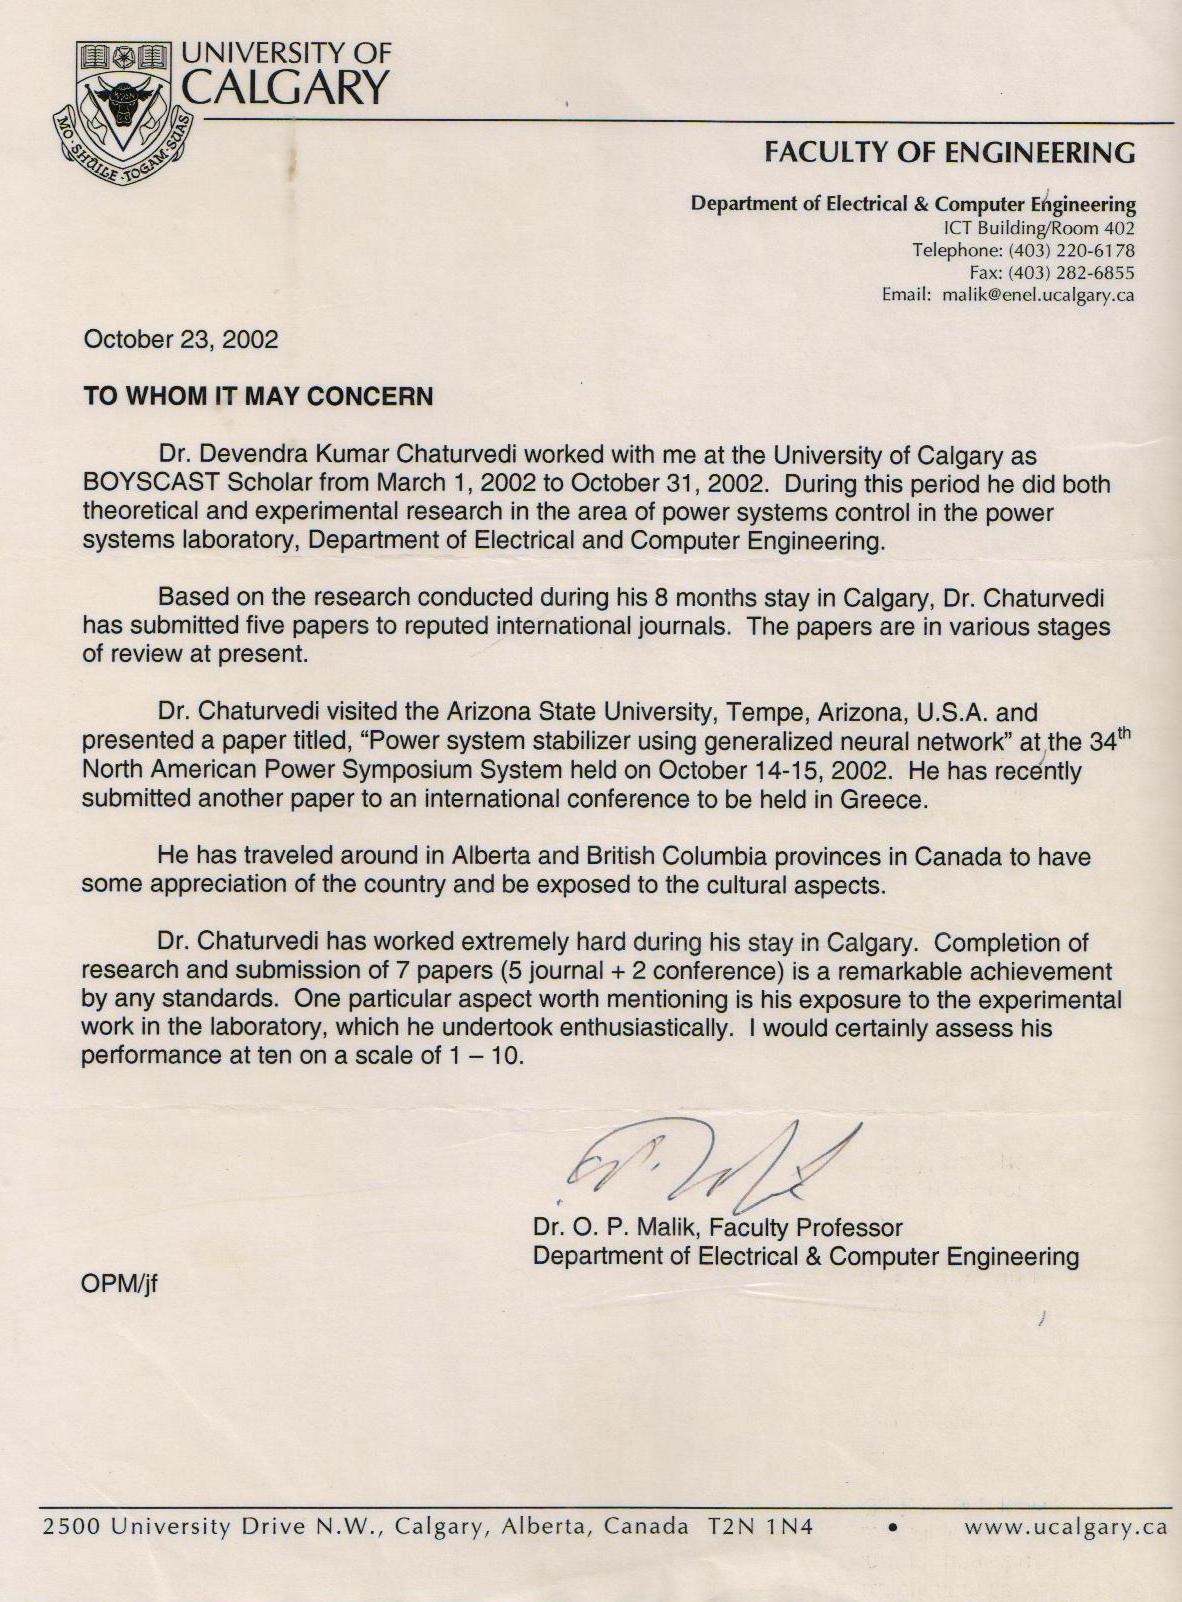 UNIVERSITY OF
CALGARY
MO·SHÙILE·TOGAM·SUAS
FACULTY OF ENGINEERING
Department of Electrical & Computer Engineering
ICT Building/Room 402
Telephone: (403) 220-6178
Fax: (403) 282-6855
Email: malik@enel.ucalgary.ca
October 23, 2002
TO WHOM IT MAY CONCERN
Dr. Devendra Kumar Chaturvedi worked with me at the University of Calgary as
BOYSCAST Scholar from March 1, 2002 to October 31, 2002. During this period he did both
theoretical and experimental research in the area of power systems control in the power
systems laboratory, Department of Electrical and Computer Engineering.
Based on the research conducted during his 8 months stay in Calgary, Dr. Chaturvedi
has submitted five papers to reputed international journals. The papers are in various stages
of review at present.
Dr. Chaturvedi visited the Arizona State University, Tempe, Arizona, U.S.A. and
presented a paper titled, “Power system stabilizer using generalized neural network” at the 34th
North American Power Symposium System held on October 14-15, 2002. He has recently
submitted another paper to an international conference to be held in Greece.
He has traveled around in Alberta and British Columbia provinces in Canada to have
some appreciation of the country and be exposed to the cultural aspects.
Dr. Chaturvedi has worked extremely hard during his stay in Calgary. Completion of
research and submission of 7 papers (5 journal + 2 conference) is a remarkable achievement
by any standards. One particular aspect worth mentioning is his exposure to the experimental
work in the laboratory, which he undertook enthusiastically. I would certainly assess his
performance at ten on a scale of 1 – 10.
Dr. O. P. Malik, Faculty Professor
Department of Electrical & Computer Engineering
OPM/jf
2500 University Drive N.W., Calgary, Alberta, Canada T2N 1N4 • www.ucalgary.ca